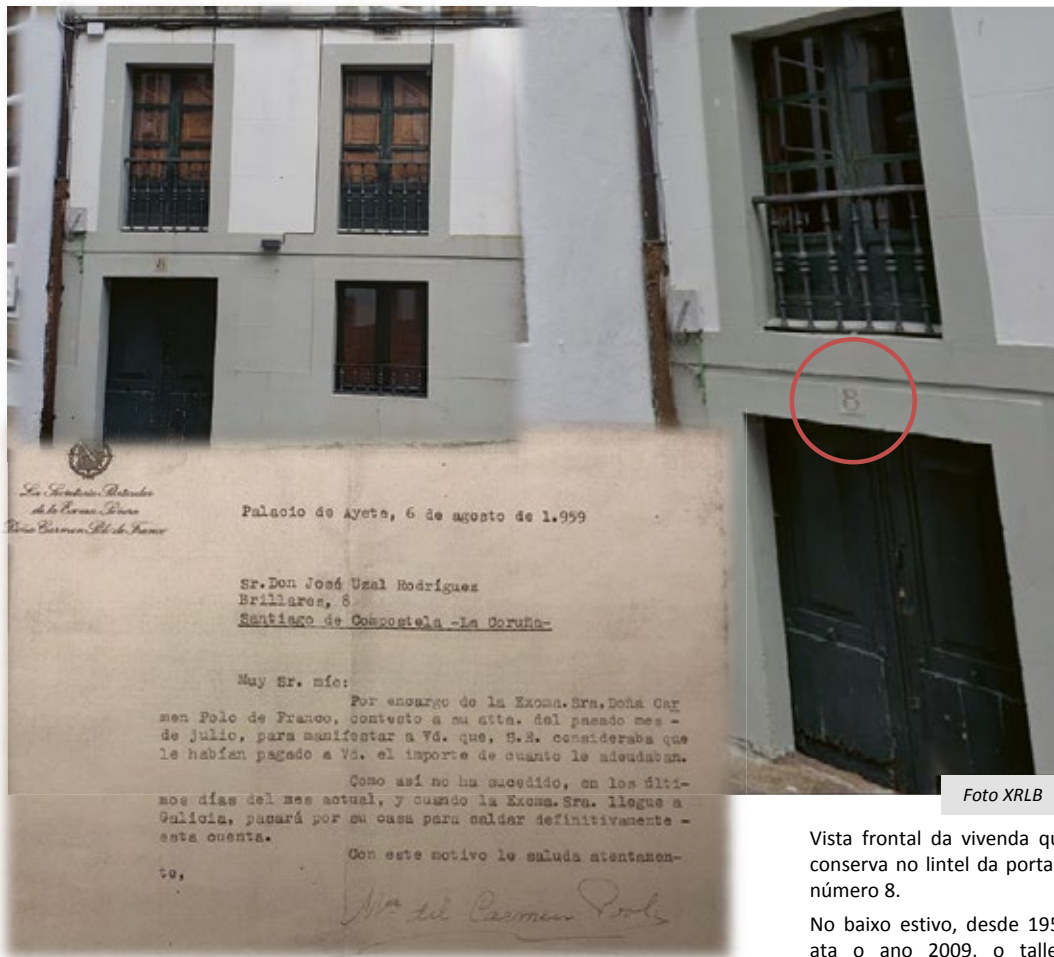 8
8
La Secretaria Particular
de la Excma. Señora
Doña Carmen Polo de Franco
Palacio de Ayete, 6 de agosto de 1.959
Sr.Don José Uzal Rodríguez
Brillares, 8
Santiago de Compostela -La Coruña-
Muy Sr. mío:
Por encargo de la Excma.Sra.Doña Car
men Polo de Franco, contesto a su atta. del pasado mes -
de julio, para manifestar a Vd. que, S.E. consideraba que
le habían pagado a Vd. el importe de cuanto le adeudaban.
Como así no ha sucedido, en los últi-
mos días del mes actual, y cuando la Excma.Sra. llegue a
Galicia, pasará por su casa para saldar definitivamente -
esta cuenta.
Con este motivo le saluda atentamen-
te,
Mª del Carmen
Foto XRLB
Vista frontal da vivenda qu
conserva no lintel da porta
número 8.
No baixo estivo, desde 195
ata o ano 2009, o talle